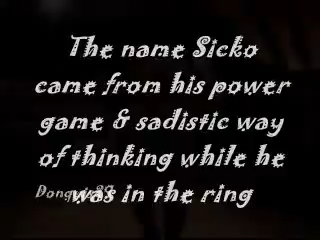 The name Sicko
came from his power
game & sadistic way
of thinking while he
was in the ring